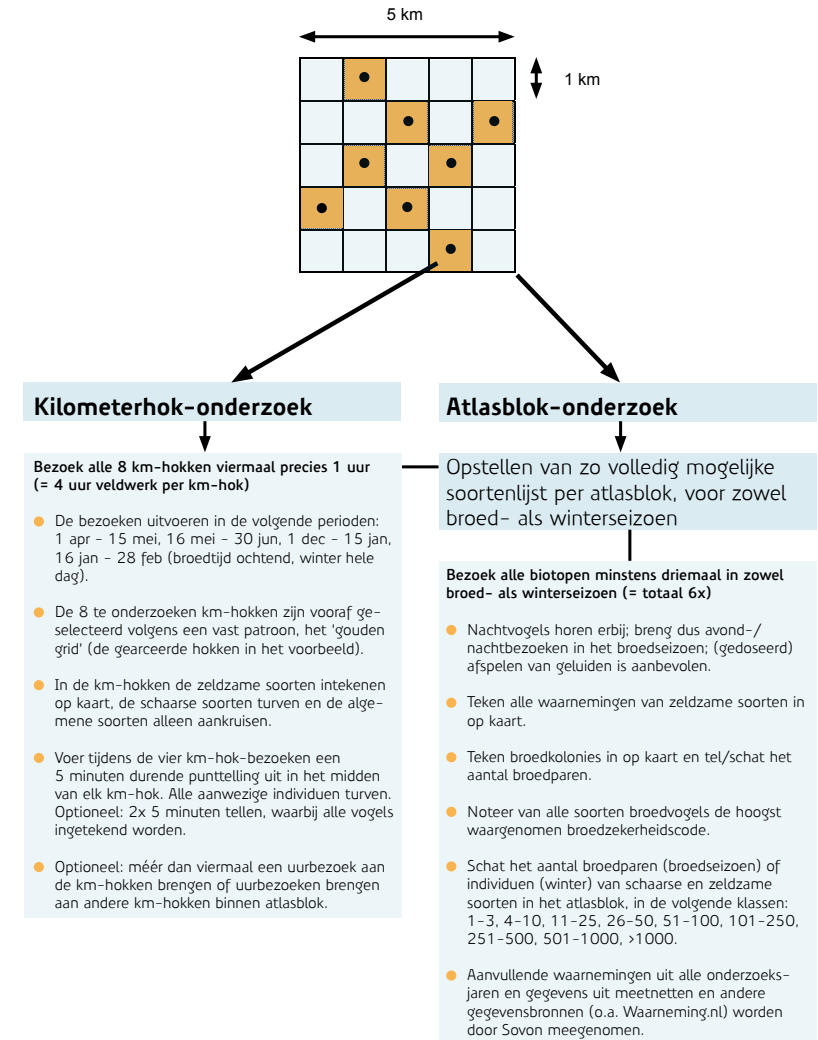 5 km
1 km
Kilometerhok-onderzoek
Bezoek alle 8 km-hokken viermaal precies 1 uur
(= 4 uur veldwerk per km-hok)
De bezoeken uitvoeren in de volgende perioden:
1 apr - 15 mei, 16 mei - 30 jun, 1 dec - 15 jan,
16 jan - 28 feb (broedtijd ochtend, winter hele
dag).
De 8 te onderzoeken km-hokken zijn vooraf ge-
selecteerd volgens een vast patroon, het 'gouden
grid' (de gearceerde hokken in het voorbeeld).
In de km-hokken de zeldzame soorten intekenen
op kaart, de schaarse soorten turven en de alge-
mene soorten alleen aankruisen.
Voer tijdens de vier km-hok-bezoeken een
5 minuten durende punttelling uit in het midden
van elk km-hok. Alle aanwezige individuen turven.
Optioneel: 2x 5 minuten tellen, waarbij alle vogels
ingetekend worden.
Optioneel: méér dan viermaal een uurbezoek aan
de km-hokken brengen of uurbezoeken brengen
aan andere km-hokken binnen atlasblok.
Atlasblok-onderzoek
Opstellen van zo volledig mogelijke
soortenlijst per atlasblok, voor zowel
broed- als winterseizoen
Bezoek alle biotopen minstens driemaal in zowel
broed- als winterseizoen (= totaal 6x)
Nachtvogels horen erbij; breng dus avond-/
nachtbezoeken in het broedseizoen; (gedoseerd)
afspelen van geluiden is aanbevolen.
Teken alle waarnemingen van zeldzame soorten in
op kaart.
Teken broedkolonies in op kaart en tel/schat het
aantal broedparen.
Noteer van alle soorten broedvogels de hoogst
waargenomen broedzekerheidscode.
Schat het aantal broedparen (broedseizoen) of
individuen (winter) van schaarse en zeldzame
soorten in het atlasblok, in de volgende klassen:
1-3, 4-10, 11-25, 26-50, 51-100, 101-250,
251-500, 501-1000, >1000.
Aanvullende waarnemingen uit alle onderzoeks-
jaren en gegevens uit meetnetten en andere
gegevensbronnen (o.a. Waarneming.nl) worden
door Sovon meegenomen.